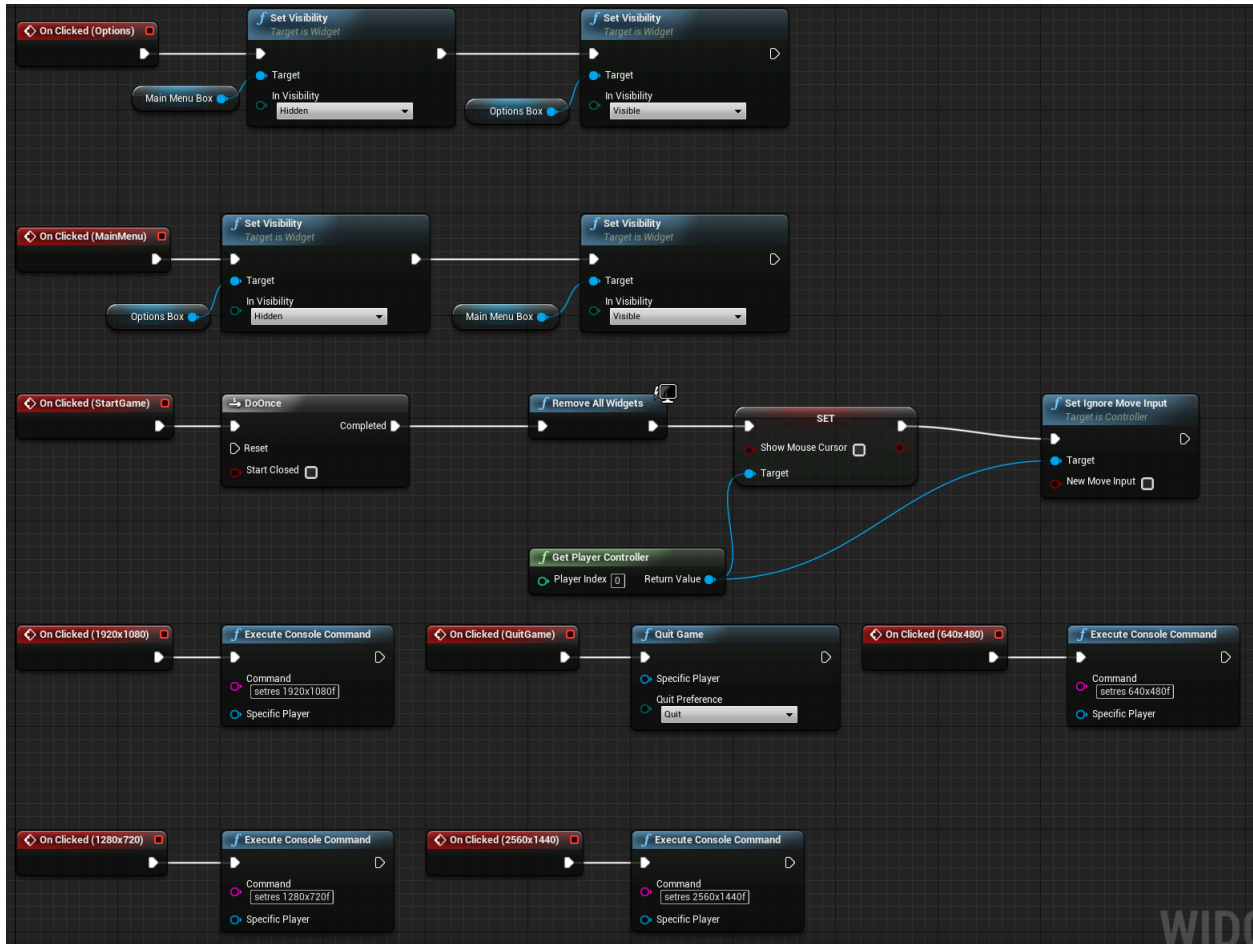 On Clicked (Options)
f Set Visibility
Target is Widget
Target
In Visibility
Hidden
Main Menu Box
f Set Visibility
Target is Widget
Target
In Visibility
Visible
Options Box
On Clicked (MainMenu)
f Set Visibility
Target is Widget
Target
In Visibility
Hidden
Options Box
f Set Visibility
Target is Widget
Target
In Visibility
Visible
Main Menu Box
On Clicked (StartGame)
DoOnce
Completed
Reset
Start Closed
f Remove All Widgets
SET
Show Mouse Cursor
Target
f Set Ignore Move Input
Target is Controller
Target
New Move Input
f Get Player Controller
Player Index 0 Return Value
On Clicked (1920x1080)
f Execute Console Command
Command
setres 1920x1080f
Specific Player
On Clicked (QuitGame)
f Quit Game
Specific Player
Quit Preference
Quit
On Clicked (640x480)
f Execute Console Command
Command
setres 640x480f
Specific Player
On Clicked (1280x720)
f Execute Console Command
Command
setres 1280x720f
Specific Player
On Clicked (2560x1440)
f Execute Console Command
Command
setres 2560x1440f
Specific Player